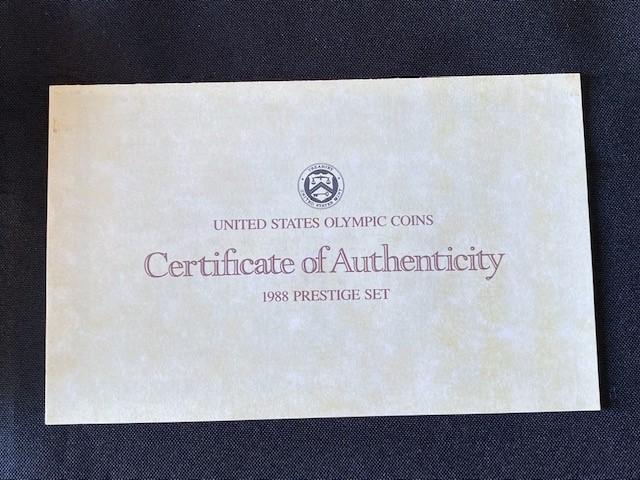 UNITED STATES OLYMPIC COINS
Certificate of Authenticity
1988 PRESTIGE SET